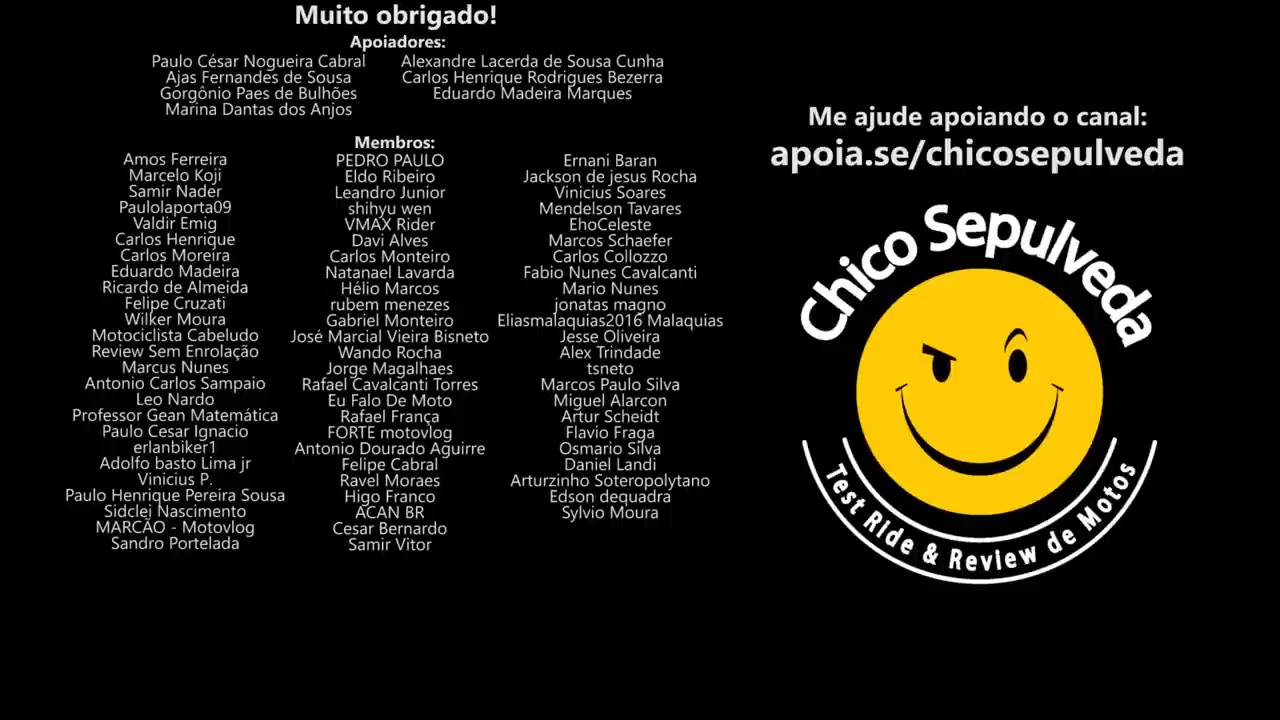 Muito obrigado!
Apoiadores:
Paulo César Nogueira Cabral
Ajas Fernandes de Sousa
Gorgônio Paes de Bulhões
Marina Dantas dos Anjos
Alexandre Lacerda de Sousa Cunha
Carlos Henrique Rodrigues Bezerra
Eduardo Madeira Marques
Membros:
Amos Ferreira
Marcelo Koji
Samir Nader
Paulolaporta09
Valdir Emig
Carlos Henrique
Carlos Moreira
Eduardo Madeira
Ricardo de Almeida
Felipe Cruzati
Wilker Moura
Motociclista Cabeludo
Review Sem Enrolação
Marcus Nunes
Antonio Carlos Sampaio
Leo Nardo
Professor Gean Matemática
Paulo Cesar Ignacio
erlanbiker1
Adolfo basto Lima jr
Vinicius P.
Paulo Henrique Pereira Sousa
Sidclei Nascimento
MARCÃO - Motovlog
Sandro Portelada
PEDRO PAULO
Eldo Ribeiro
Leandro Junior
shihyu wen
VMAX Rider
Davi Alves
Carlos Monteiro
Natanael Lavarda
Hélio Marcos
rubem menezes
Gabriel Monteiro
José Marcial Vieira Bisneto
Wando Rocha
Jorge Magalhaes
Rafael Cavalcanti Torres
Eu Falo De Moto
Rafael França
FORTE motovlog
Antonio Dourado Aguirre
Felipe Cabral
Ravel Moraes
Higo Franco
ACAN BR
Cesar Bernardo
Samir Vitor
Ernani Baran
Jackson de jesus Rocha
Vinicius Soares
Mendelson Tavares
EhoCeleste
Marcos Schaefer
Carlos Collozzo
Fabio Nunes Cavalcanti
Mario Nunes
jonatas magno
Eliasmalaquias2016 Malaquias
Jesse Oliveira
Alex Trindade
tsneto
Marcos Paulo Silva
Miguel Alarcon
Artur Scheidt
Flavio Fraga
Osmario Silva
Daniel Landi
Arturzinho Soteropolytano
Edson dequadra
Sylvio Moura
Me ajude apoiando o canal:
apoia.se/chicosepulveda
Chico Sepulveda
Test Ride & Review de Motos